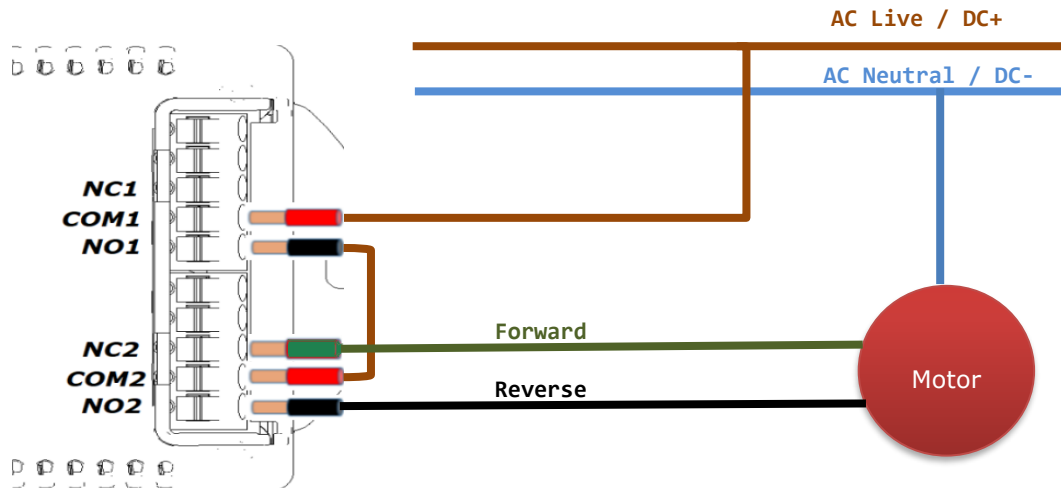 AC Live / DC+
AC Neutral / DC-
NC1
COM1
NO1
NC2
Forward
COM2
Reverse
NO2
Motor